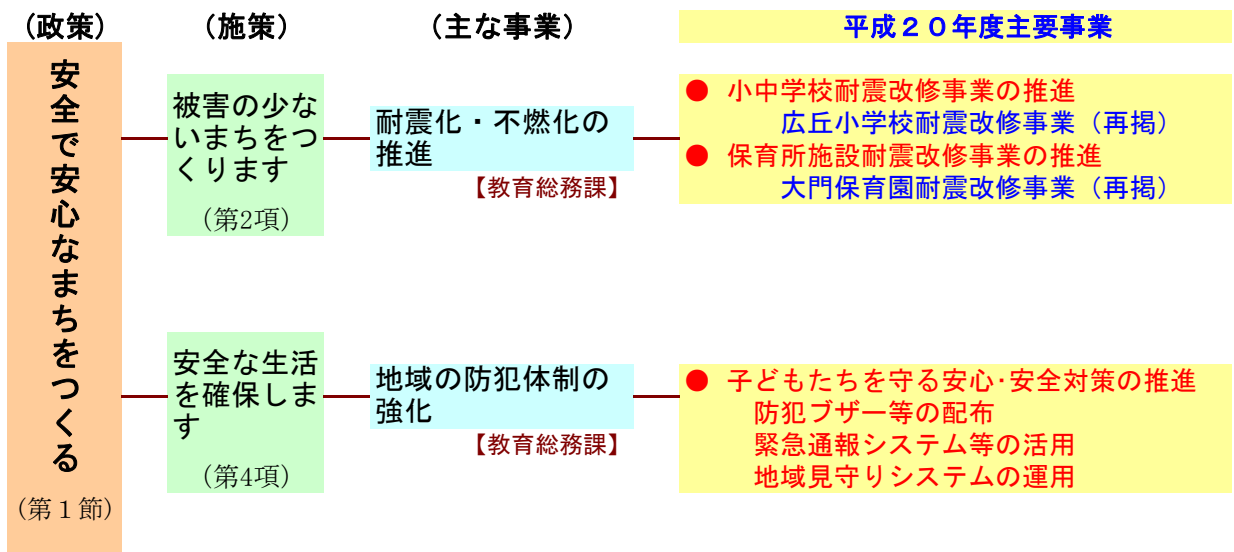 (政策)
(施策)
(主な事業)
平成２０年度主要事業
安全で安心なまちをつくる
(第１節)
被害の少な
いまちをつ
くります
(第2項)
耐震化・不燃化の
推進
【教育総務課】
● 小中学校耐震改修事業の推進
広丘小学校耐震改修事業（再掲）
● 保育所施設耐震改修事業の推進
大門保育園耐震改修事業（再掲）
安全な生活
を確保しま
す
(第4項)
地域の防犯体制の
強化
【教育総務課】
● 子どもたちを守る安心･安全対策の推進
防犯ブザー等の配布
緊急通報システム等の活用
地域見守りシステムの運用